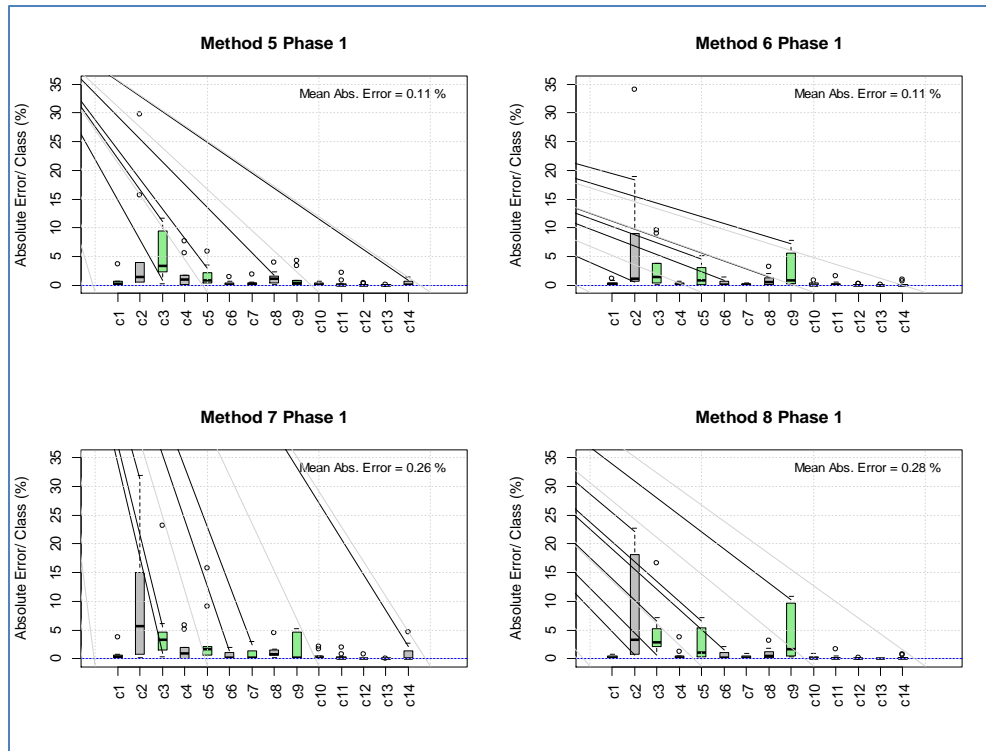 Method 5 Phase 1
Absolute Error/ Class (%)
35
30
25
20
15
10
5
0
Mean Abs. Error = 0.11 %
c1 c2 c3 c4 c5 c6 c7 c8 c9 c10 c11 c12 c13 c14
Method 6 Phase 1
Absolute Error/ Class (%)
35
30
25
20
15
10
5
0
Mean Abs. Error = 0.11 %
c1 c2 c3 c4 c5 c6 c7 c8 c9 c10 c11 c12 c13 c14
Method 7 Phase 1
Absolute Error/ Class (%)
35
30
25
20
15
10
5
0
Mean Abs. Error = 0.26 %
c1 c2 c3 c4 c5 c6 c7 c8 c9 c10 c11 c12 c13 c14
Method 8 Phase 1
Absolute Error/ Class (%)
35
30
25
20
15
10
5
0
Mean Abs. Error = 0.28 %
c1 c2 c3 c4 c5 c6 c7 c8 c9 c10 c11 c12 c13 c14